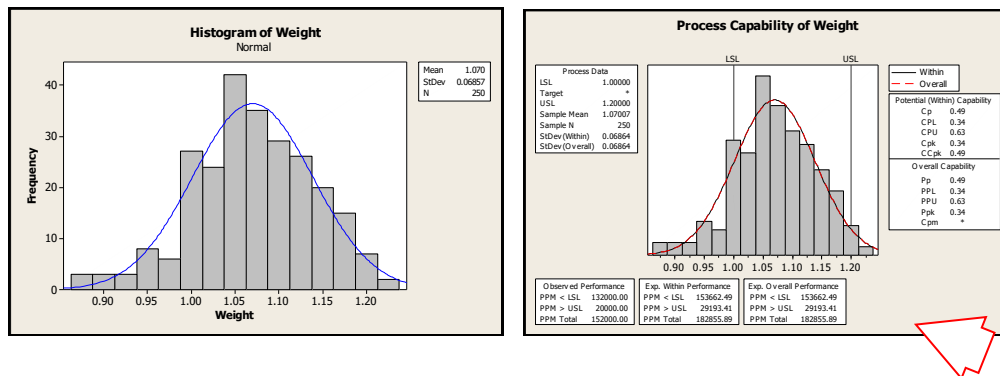 Histogram of Weight
Normal
Mean 1.070
StDev 0.06857
N 250
Frequency
40
30
20
10
0
0.90 0.95 1.00 1.05 1.10 1.15 1.20
Weight
Process Capability of Weight
LSL USL
Process Data
LSL 1.00000
Target *
USL 1.20000
Sample Mean 1.07007
Sample N 250
StDev(Within) 0.06864
StDev(Overall) 0.06864
Within
Overall
Potential (Within) Capability
Cp 0.49
CPL 0.34
CPU 0.63
Cpk 0.34
CCpk 0.49
Overall Capability
Pp 0.49
PPL 0.34
PPU 0.63
Ppk 0.34
Cpm *
0.90 0.95 1.00 1.05 1.10 1.15 1.20
Observed Performance
PPM < LSL 132000.00
PPM > USL 20000.00
PPM Total 152000.00
Exp. Within Performance
PPM < LSL 153662.49
PPM > USL 29193.41
PPM Total 182855.89
Exp. Overall Performance
PPM < LSL 153662.49
PPM > USL 29193.41
PPM Total 182855.89